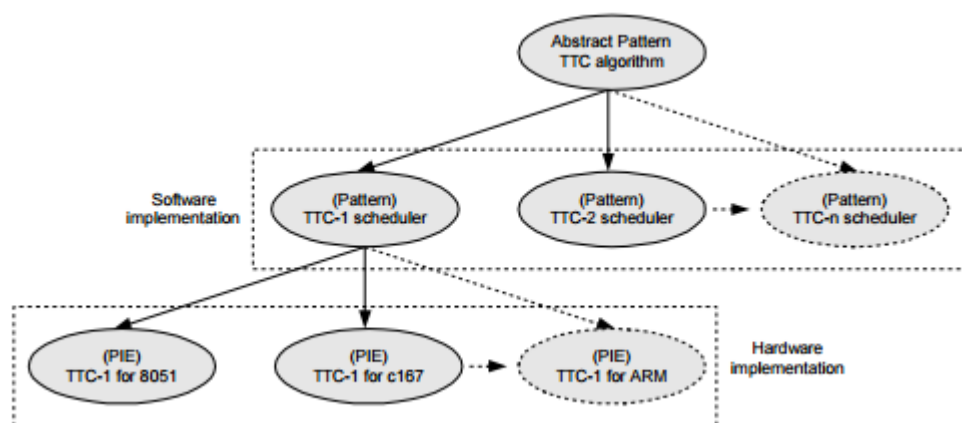 Abstract Pattern
TTC algorithm
Software
implementation
(Pattern)
TTC-1 scheduler
(Pattern)
TTC-2 scheduler
(Pattern)
TTC-n scheduler
(PIE)
TTC-1 for 8051
(PIE)
TTC-1 for c167
(PIE)
TTC-1 for ARM
Hardware
implementation